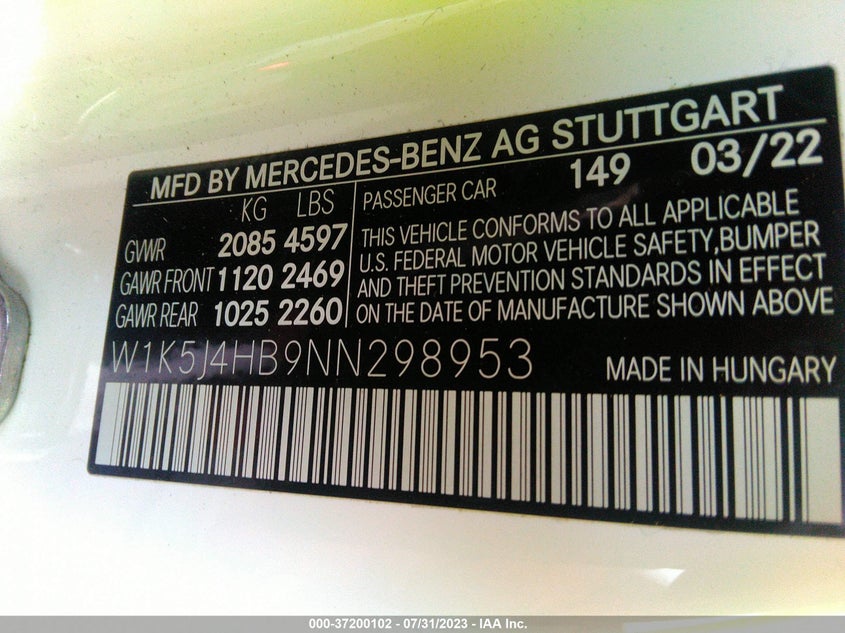 MFD BY MERCEDES-BENZ AG STUTTGART
KG LBS
GVWR 2085 4597
GAWR FRONT 1120 2469
GAWR REAR 1025 2260
PASSENGER CAR 149 03/22
THIS VEHICLE CONFORMS TO ALL APPLICABLE
U.S. FEDERAL MOTOR VEHICLE SAFETY,BUMPER
AND THEFT PREVENTION STANDARDS IN EFFECT
ON THE DATE OF MANUFACTURE SHOWN ABOVE
W1K5J4HB9NN298953
MADE IN HUNGARY
000-37200102 - 07/31/2023 - IAA Inc.